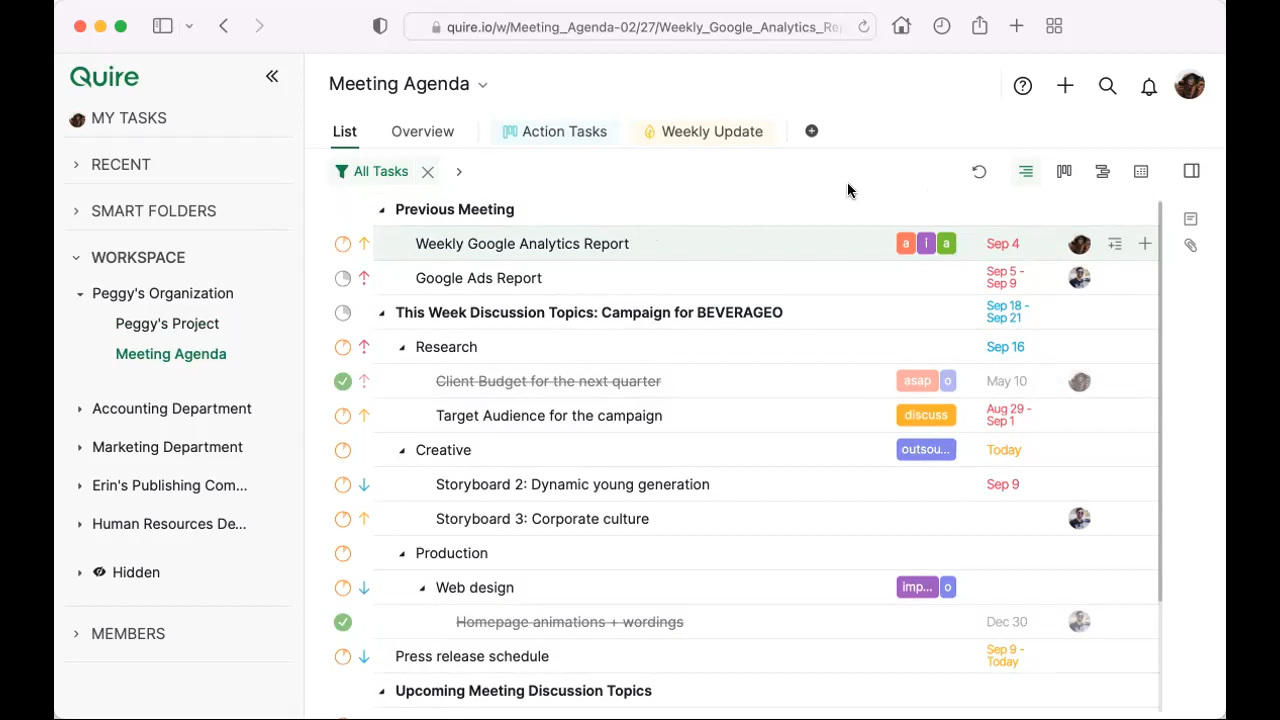 quire.io/w/Meeting_Agenda-02/27/Weekly_Google_Analytics_Re
Quire
MY TASKS
RECENT
SMART FOLDERS
WORKSPACE
Peggy's Organization
Peggy's Project
Meeting Agenda
Accounting Department
Marketing Department
Erin's Publishing Com...
Human Resources De...
Hidden
MEMBERS
Meeting Agenda
List
Overview
Action Tasks
Weekly Update
All Tasks
Previous Meeting
Weekly Google Analytics Report a i a Sep 4
Google Ads Report Sep 5 -
Sep 9
This Week Discussion Topics: Campaign for BEVERAGEO Sep 18 -
Sep 21
Research Sep 16
Client Budget for the next quarter asap o May 10
Target Audience for the campaign discuss Aug 29 -
Sep 1
Creative outsou... Today
Storyboard 2: Dynamic young generation Sep 9
Storyboard 3: Corporate culture
Production
Web design imp... o
Homepage animations + wordings Dec 30
Press release schedule Sep 9 -
Today
Upcoming Meeting Discussion Topics